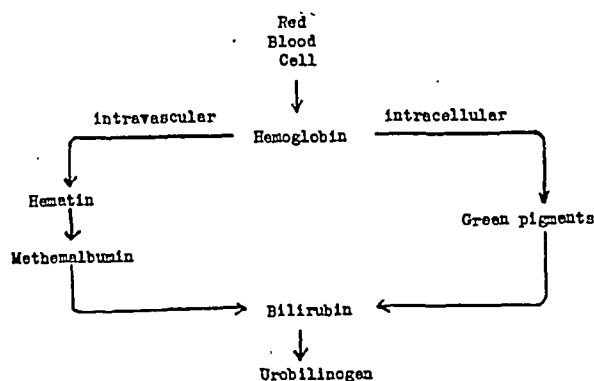 Red
Blood
Cell
intravascular
intracellular
Hemoglobin
Hematin
Green pigments
Methemalbumin
Bilirubin
Urobilinogen